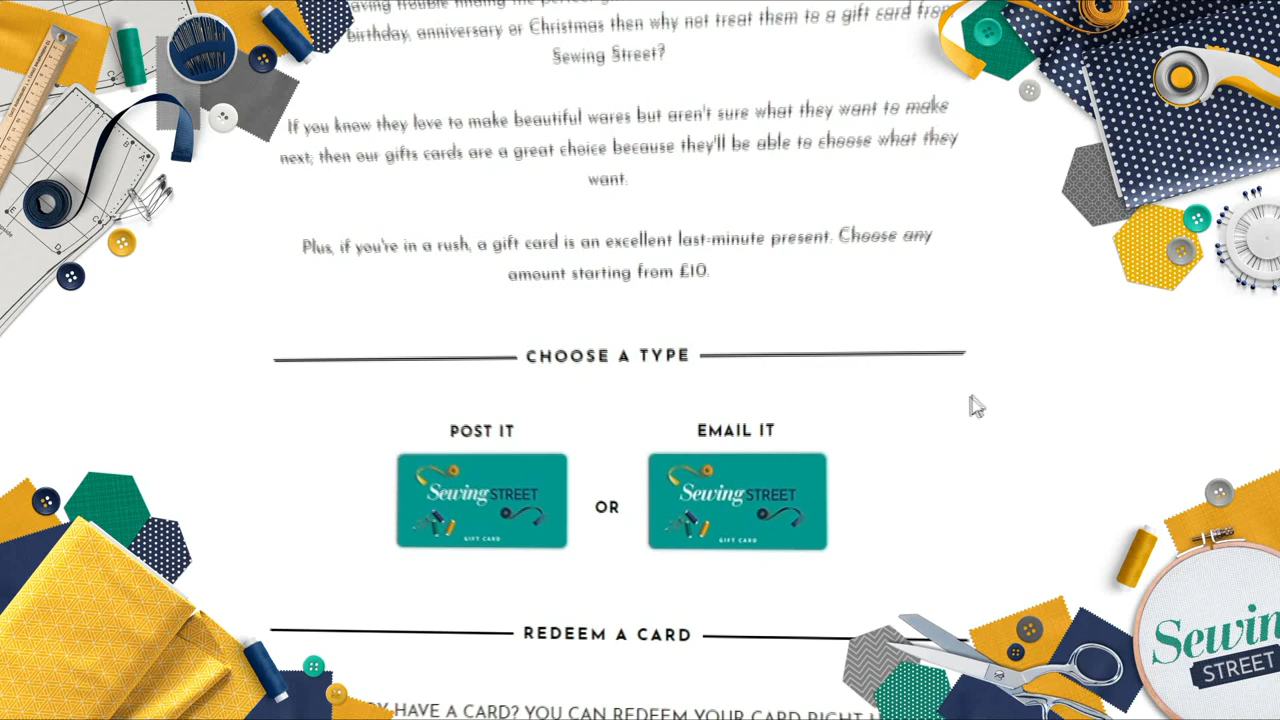 having trouble finding the perfect
birthday, anniversary or Christmas then why not treat them to a gift card from
Sewing Street?
If you know they love to make beautiful wares but aren't sure what they want to make
next, then our gifts cards are a great choice because they'll be able to choose what they
want.
Plus, if you're in a rush, a gift card is an excellent last-minute present. Choose any
amount starting from £10.
CHOOSE A TYPE
POST IT
EMAIL IT
Sewing STREET
GIFT CARD
OR
Sewing STREET
GIFT CARD
REDEEM A CARD
HAVE A CARD? YOU CAN REDEEM YOUR CARD RIGHT
Sewin
STREET